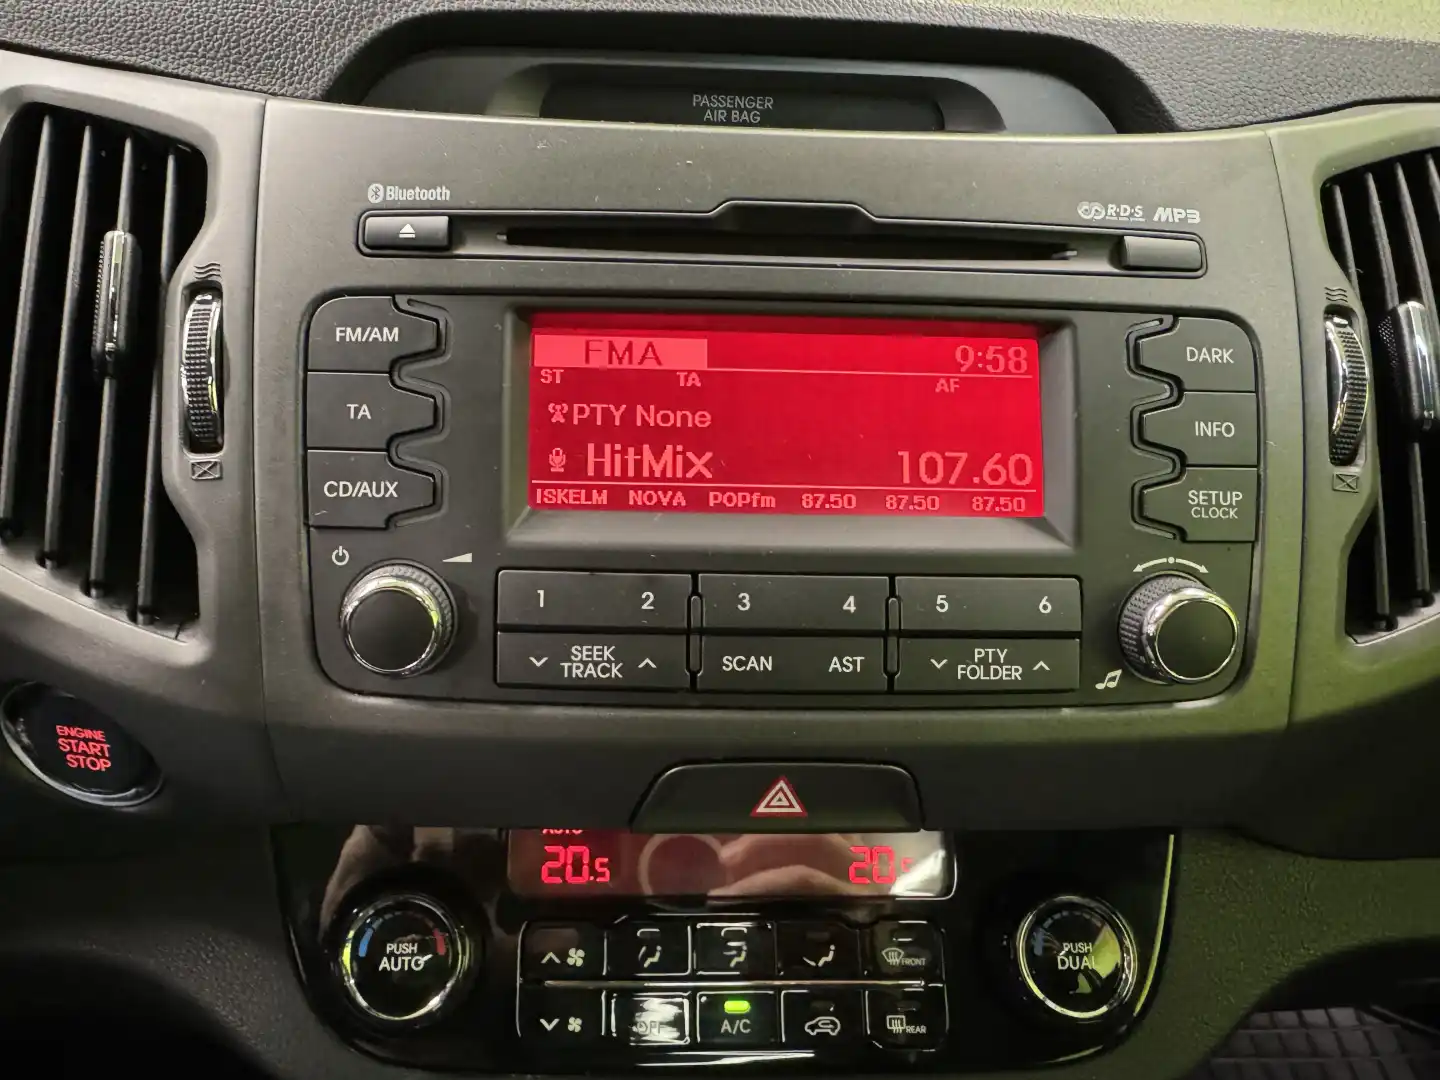 PASSENGER
AIR BAG
Bluetooth
R·D·S MP3
FM/AM
TA
CD/AUX
FMA 9:58
ST TA AF
PTY None
HitMix 107.60
ISKELM NOVA POPfm 87.50 87.50 87.50
DARK
INFO
SETUP
CLOCK
1 2 3 4 5 6
SEEK
TRACK
SCAN AST
PTY
FOLDER
ENGINE
START
STOP
AUTO
20.5 20.5
PUSH
AUTO
PUSH
DUAL
FRONT
OFF A/C REAR